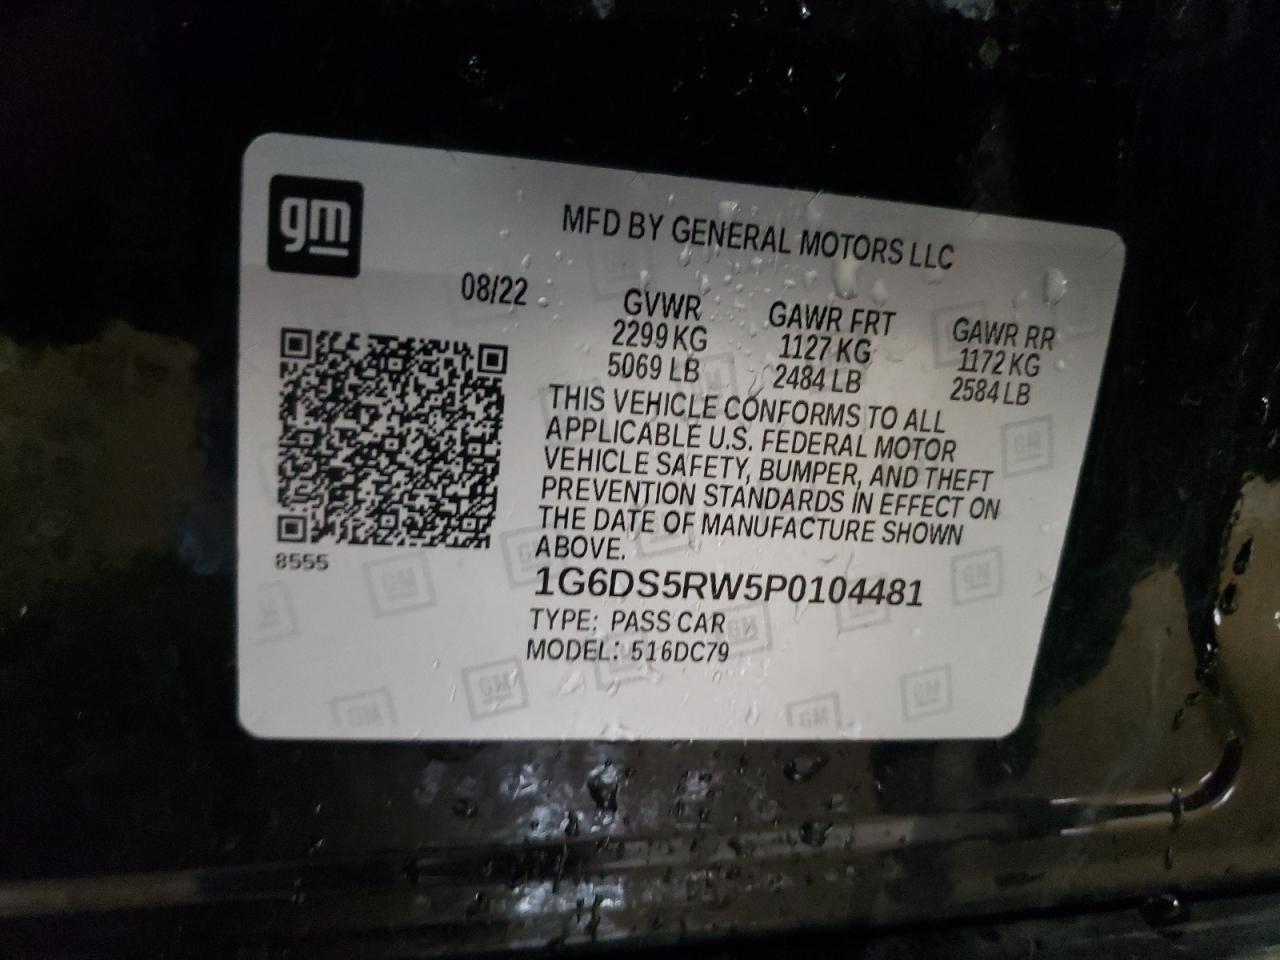 gm
MFD BY GENERAL MOTORS LLC
08/22
GVWR GAWR FRT GAWR RR
2299 KG 1127 KG 1172 KG
5069 LB 2484 LB 2584 LB
THIS VEHICLE CONFORMS TO ALL
APPLICABLE U.S. FEDERAL MOTOR
VEHICLE SAFETY, BUMPER, AND THEFT
PREVENTION STANDARDS IN EFFECT ON
THE DATE OF MANUFACTURE SHOWN
ABOVE.
8555
1G6DS5RW5P0104481
TYPE: PASS CAR
MODEL: 516DC79